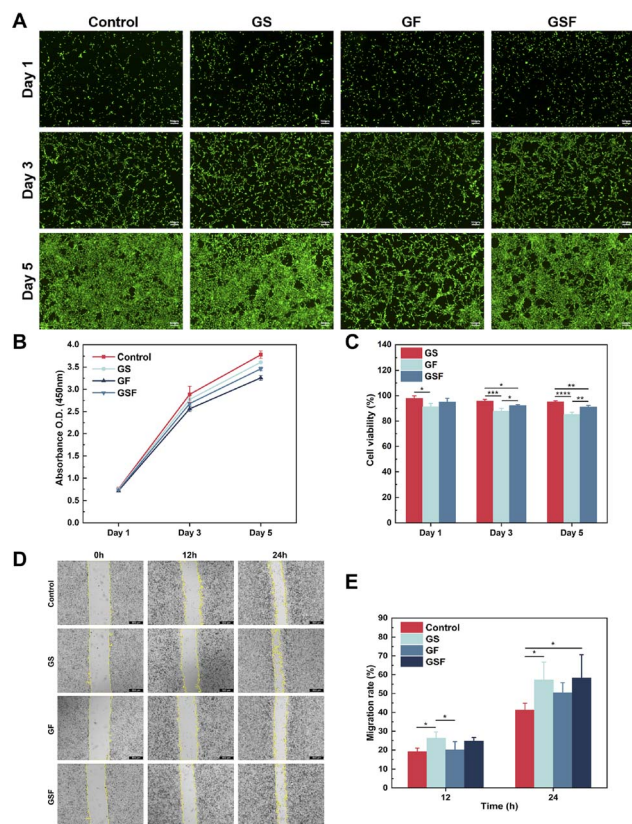 A
Control GS GF GSF
Day 1
Day 3
Day 5
B
Absorbance O.D. (450nm)
4.0
3.5
3.0
2.5
2.0
1.5
1.0
0.5
0.0
Control
GS
GF
GSF
Day 1 Day 3 Day 5
C
Cell viability (%)
140
120
100
80
60
40
20
0
GS
GF
GSF
* *** * * **** ** **
Day 1 Day 3 Day 5
D
0h 12h 24h
Control
GS
GF
GSF
E
Migration rate (%)
90
80
70
60
50
40
30
20
10
0
Control
GS
GF
GSF
* * * *
12 24
Time (h)